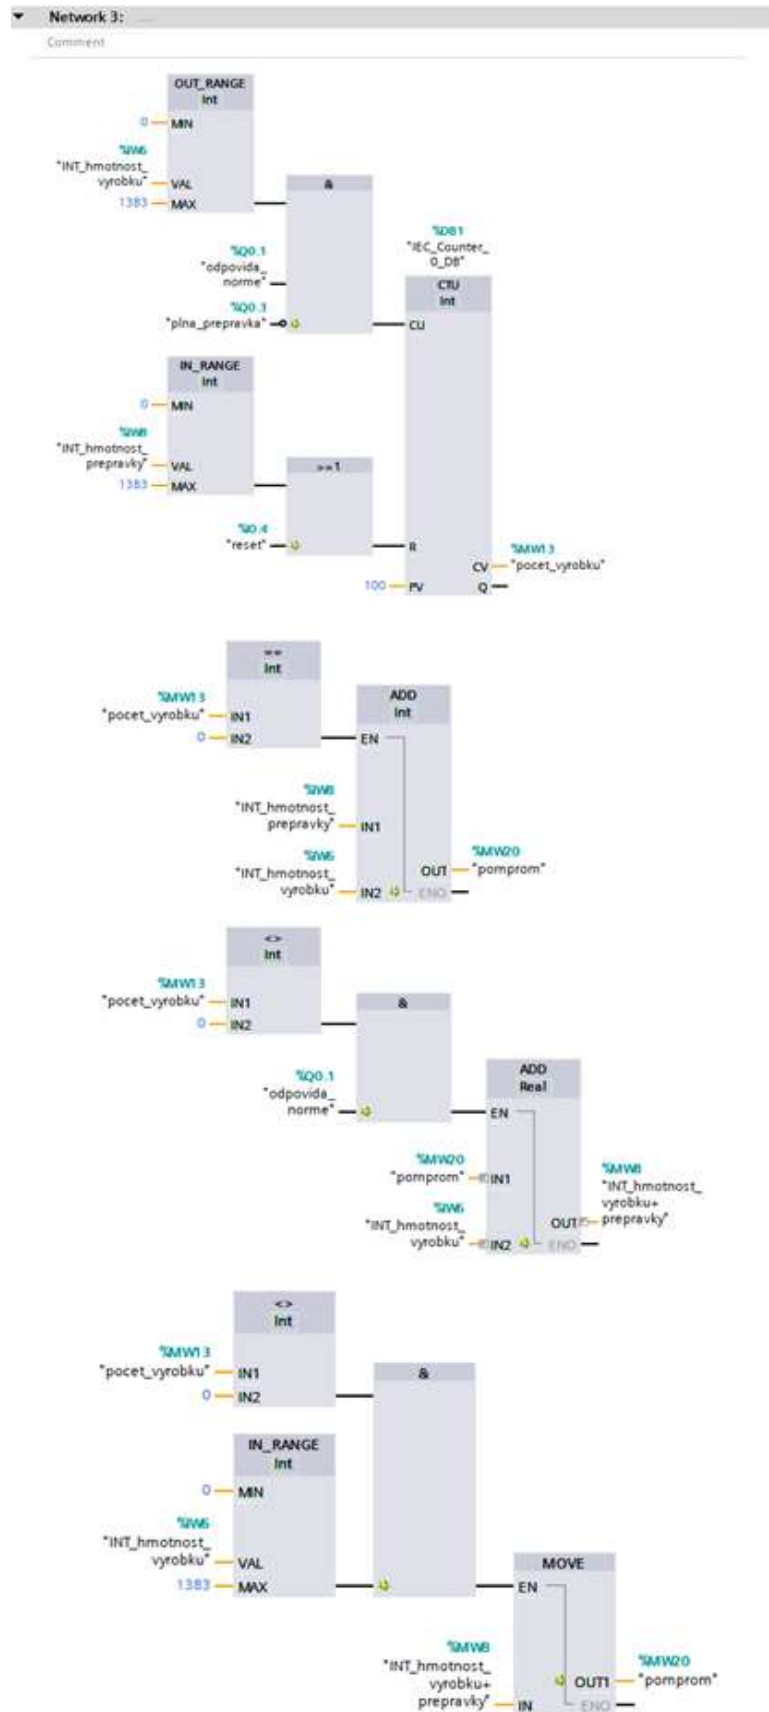 Network 3: ....
Comment
OUT_RANGE
Int
0 MIN
%IW6
"INT_hmotnost_
vyrobku" VAL
1383 MAX
&
%Q0.1
"odpovida_
norme"
%Q0.3
"plna_prepravka"
%DB1
"IEC_Counter_
0_DB"
CTU
Int
CU
IN_RANGE
Int
0 MIN
%IW8
"INT_hmotnost_
prepravky" VAL
1383 MAX
>=1
%I0.4
"reset"
R
100 PV
CV
%MW13
"pocet_vyrobku"
Q
==
Int
%MW13
"pocet_vyrobku" IN1
0 IN2
ADD
Int
EN
%IW8
"INT_hmotnost_
prepravky" IN1
%IW6
"INT_hmotnost_
vyrobku" IN2
OUT
%MW20
"pomprom"
ENO
<>
Int
%MW13
"pocet_vyrobku" IN1
0 IN2
&
%Q0.1
"odpovida_
norme"
ADD
Real
EN
%MW20
"pomprom" IN1
%IW6
"INT_hmotnost_
vyrobku" IN2
%MW8
"INT_hmotnost_
vyrobku+
prepravky"
OUT
ENO
<>
Int
%MW13
"pocet_vyrobku" IN1
0 IN2
&
IN_RANGE
Int
0 MIN
%IW6
"INT_hmotnost_
vyrobku" VAL
1383 MAX
MOVE
EN
%MW8
"INT_hmotnost_
vyrobku+
prepravky" IN
%MW20
OUT1 "pomprom"
ENO